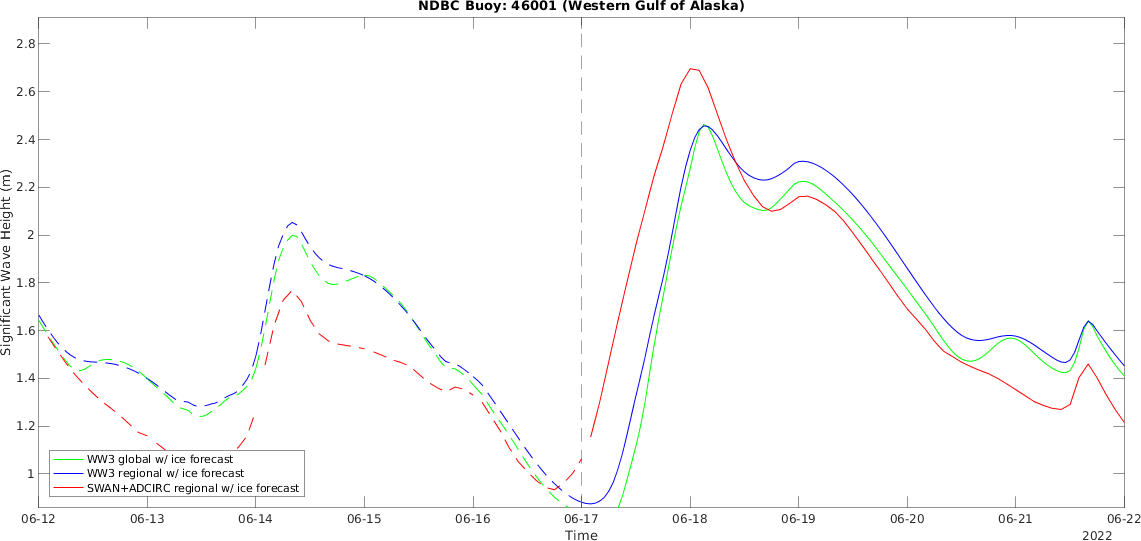 NDBC Buoy: 46001 (Western Gulf of Alaska)
Significant Wave Height (m)
2.8
2.6
2.4
2.2
2
1.8
1.6
1.4
1.2
1
WW3 global w/ ice forecast
WW3 regional w/ ice forecast
SWAN+ADCIRC regional w/ ice forecast
06-12 06-13 06-14 06-15 06-16 06-17 06-18 06-19 06-20 06-21 06-22
Time
2022